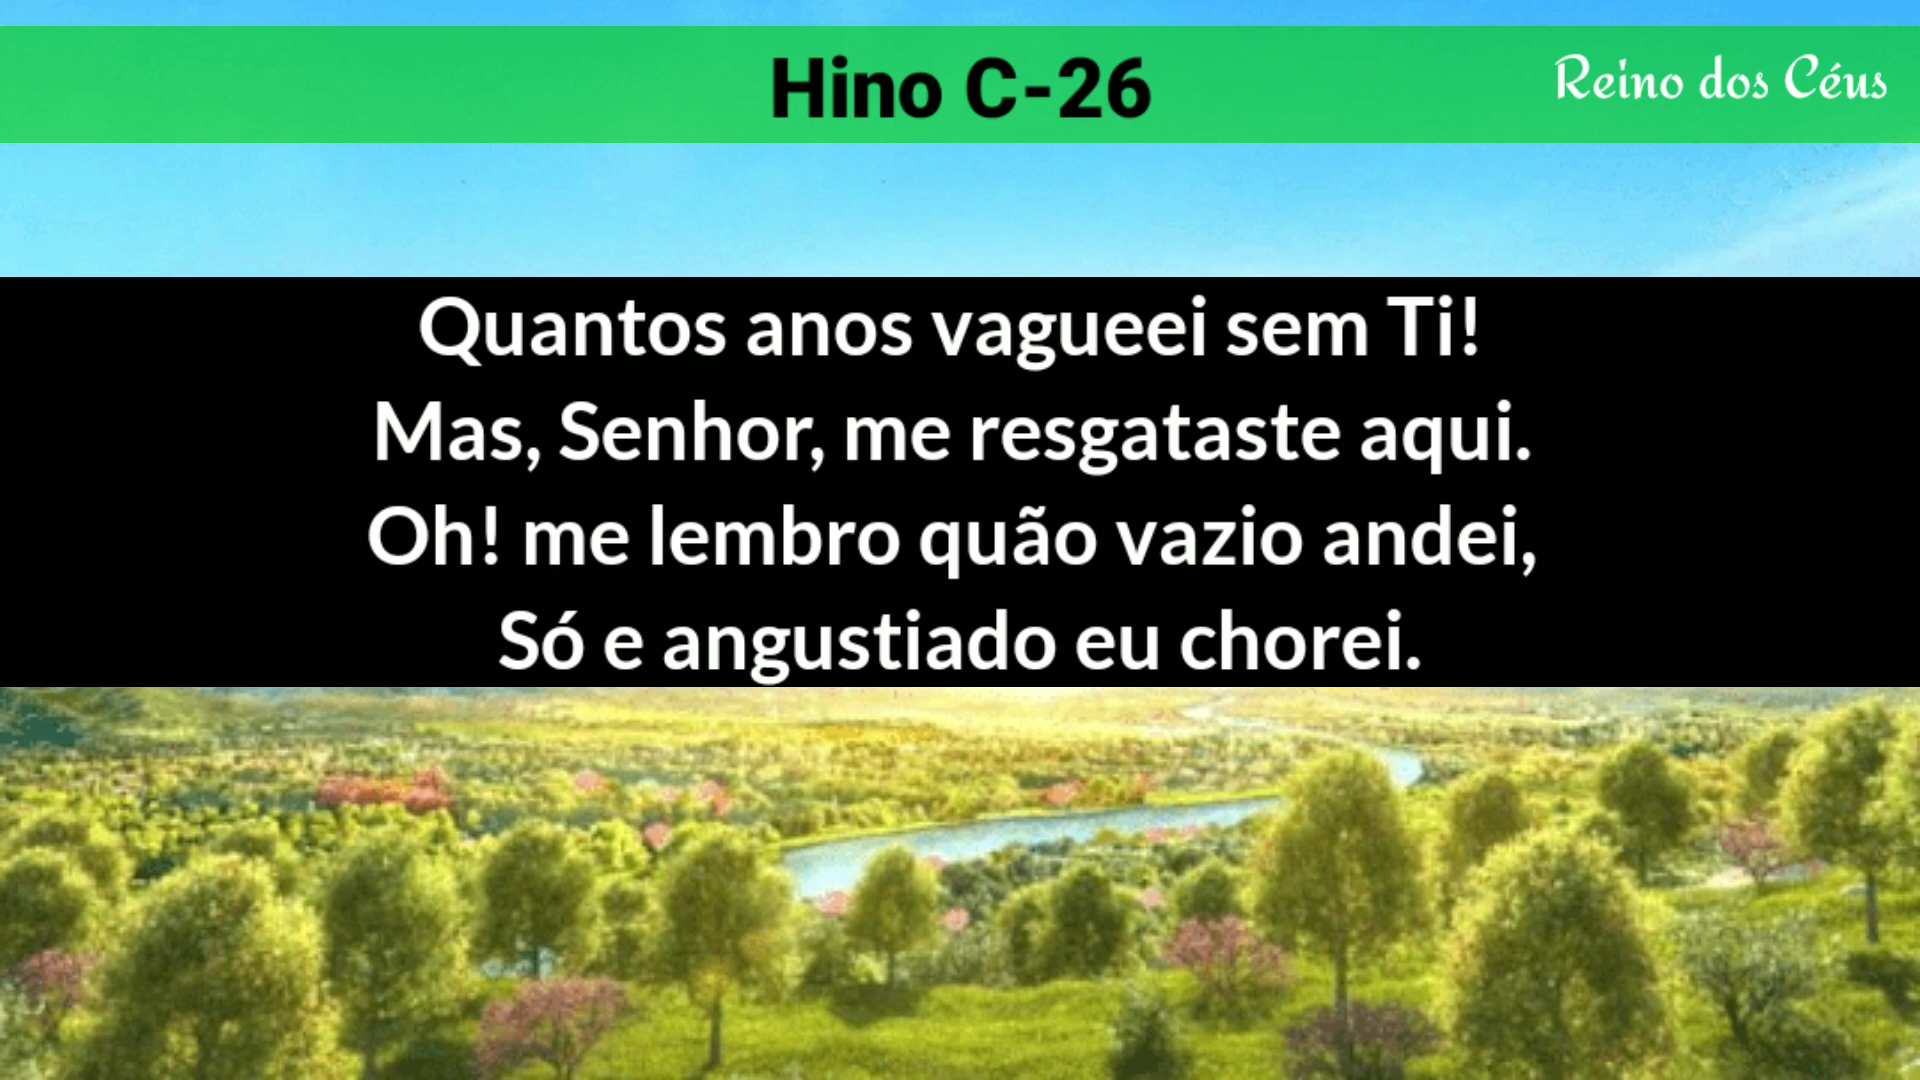 Hino C-26
Reino dos Céus
Quantos anos vagueei sem Ti!
Mas, Senhor, me resgataste aqui.
Oh! me lembro quão vazio andei,
Só e angustiado eu chorei.